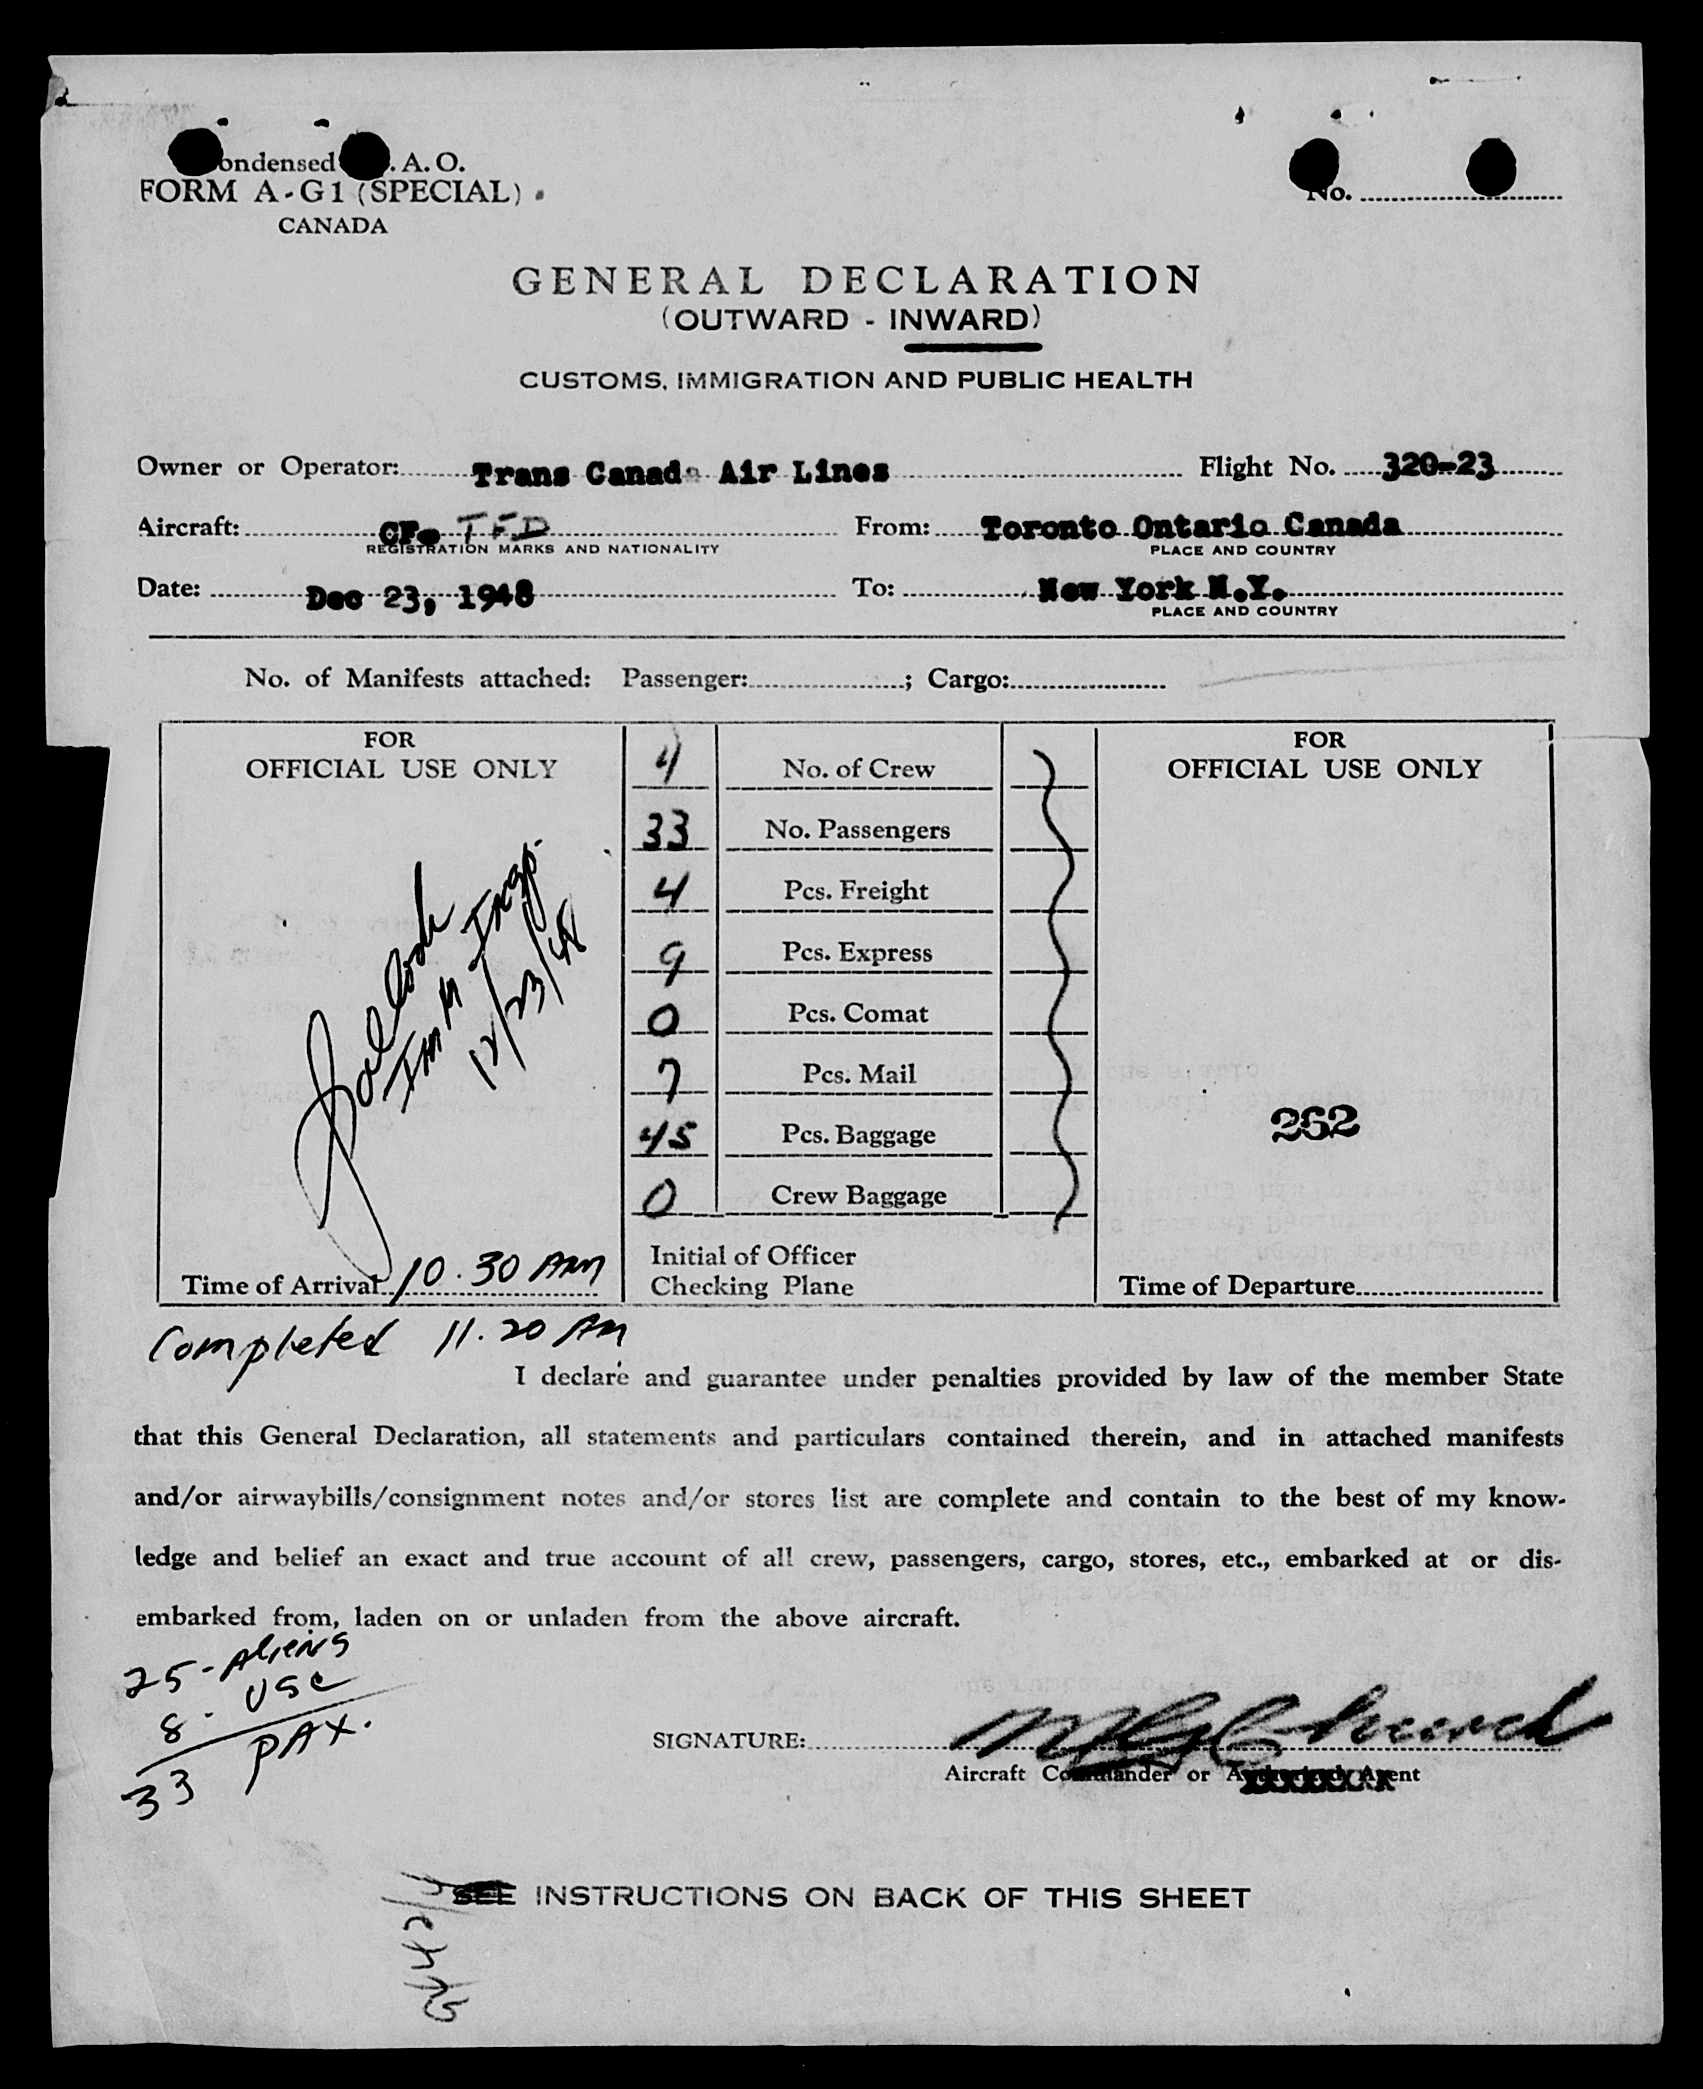 ondensed .A.O.
FORM A-G1 (SPECIAL).
CANADA
No.
GENERAL DECLARATION
(OUTWARD - INWARD)
CUSTOMS, IMMIGRATION AND PUBLIC HEALTH
Owner or Operator: Trans Canada Air Lines Flight No. 320-23
Aircraft: CF- TFD From: Toronto Ontario Canada
REGISTRATION MARKS AND NATIONALITY PLACE AND COUNTRY
Date: Dec 23, 1948 To: New York N.Y.
PLACE AND COUNTRY
No. of Manifests attached: Passenger: ; Cargo:
FOR
OFFICIAL USE ONLY
Imm Insp.
12/23/48
Time of Arrival 10.30 AM
4 No. of Crew
33 No. Passengers
4 Pcs. Freight
9 Pcs. Express
0 Pcs. Comat
7 Pcs. Mail
45 Pcs. Baggage
0 Crew Baggage
Initial of Officer
Checking Plane
FOR
OFFICIAL USE ONLY
262
Time of Departure
Completed 11.20 AM
I declare and guarantee under penalties provided by law of the member State
that this General Declaration, all statements and particulars contained therein, and in attached manifests
and/or airwaybills/consignment notes and/or stores list are complete and contain to the best of my know-
ledge and belief an exact and true account of all crew, passengers, cargo, stores, etc., embarked at or dis-
embarked from, laden on or unladen from the above aircraft.
25 - Aliens
8 - USC
33 PAX.
SIGNATURE:
Aircraft Commander or Authorized Agent
SEE INSTRUCTIONS ON BACK OF THIS SHEET